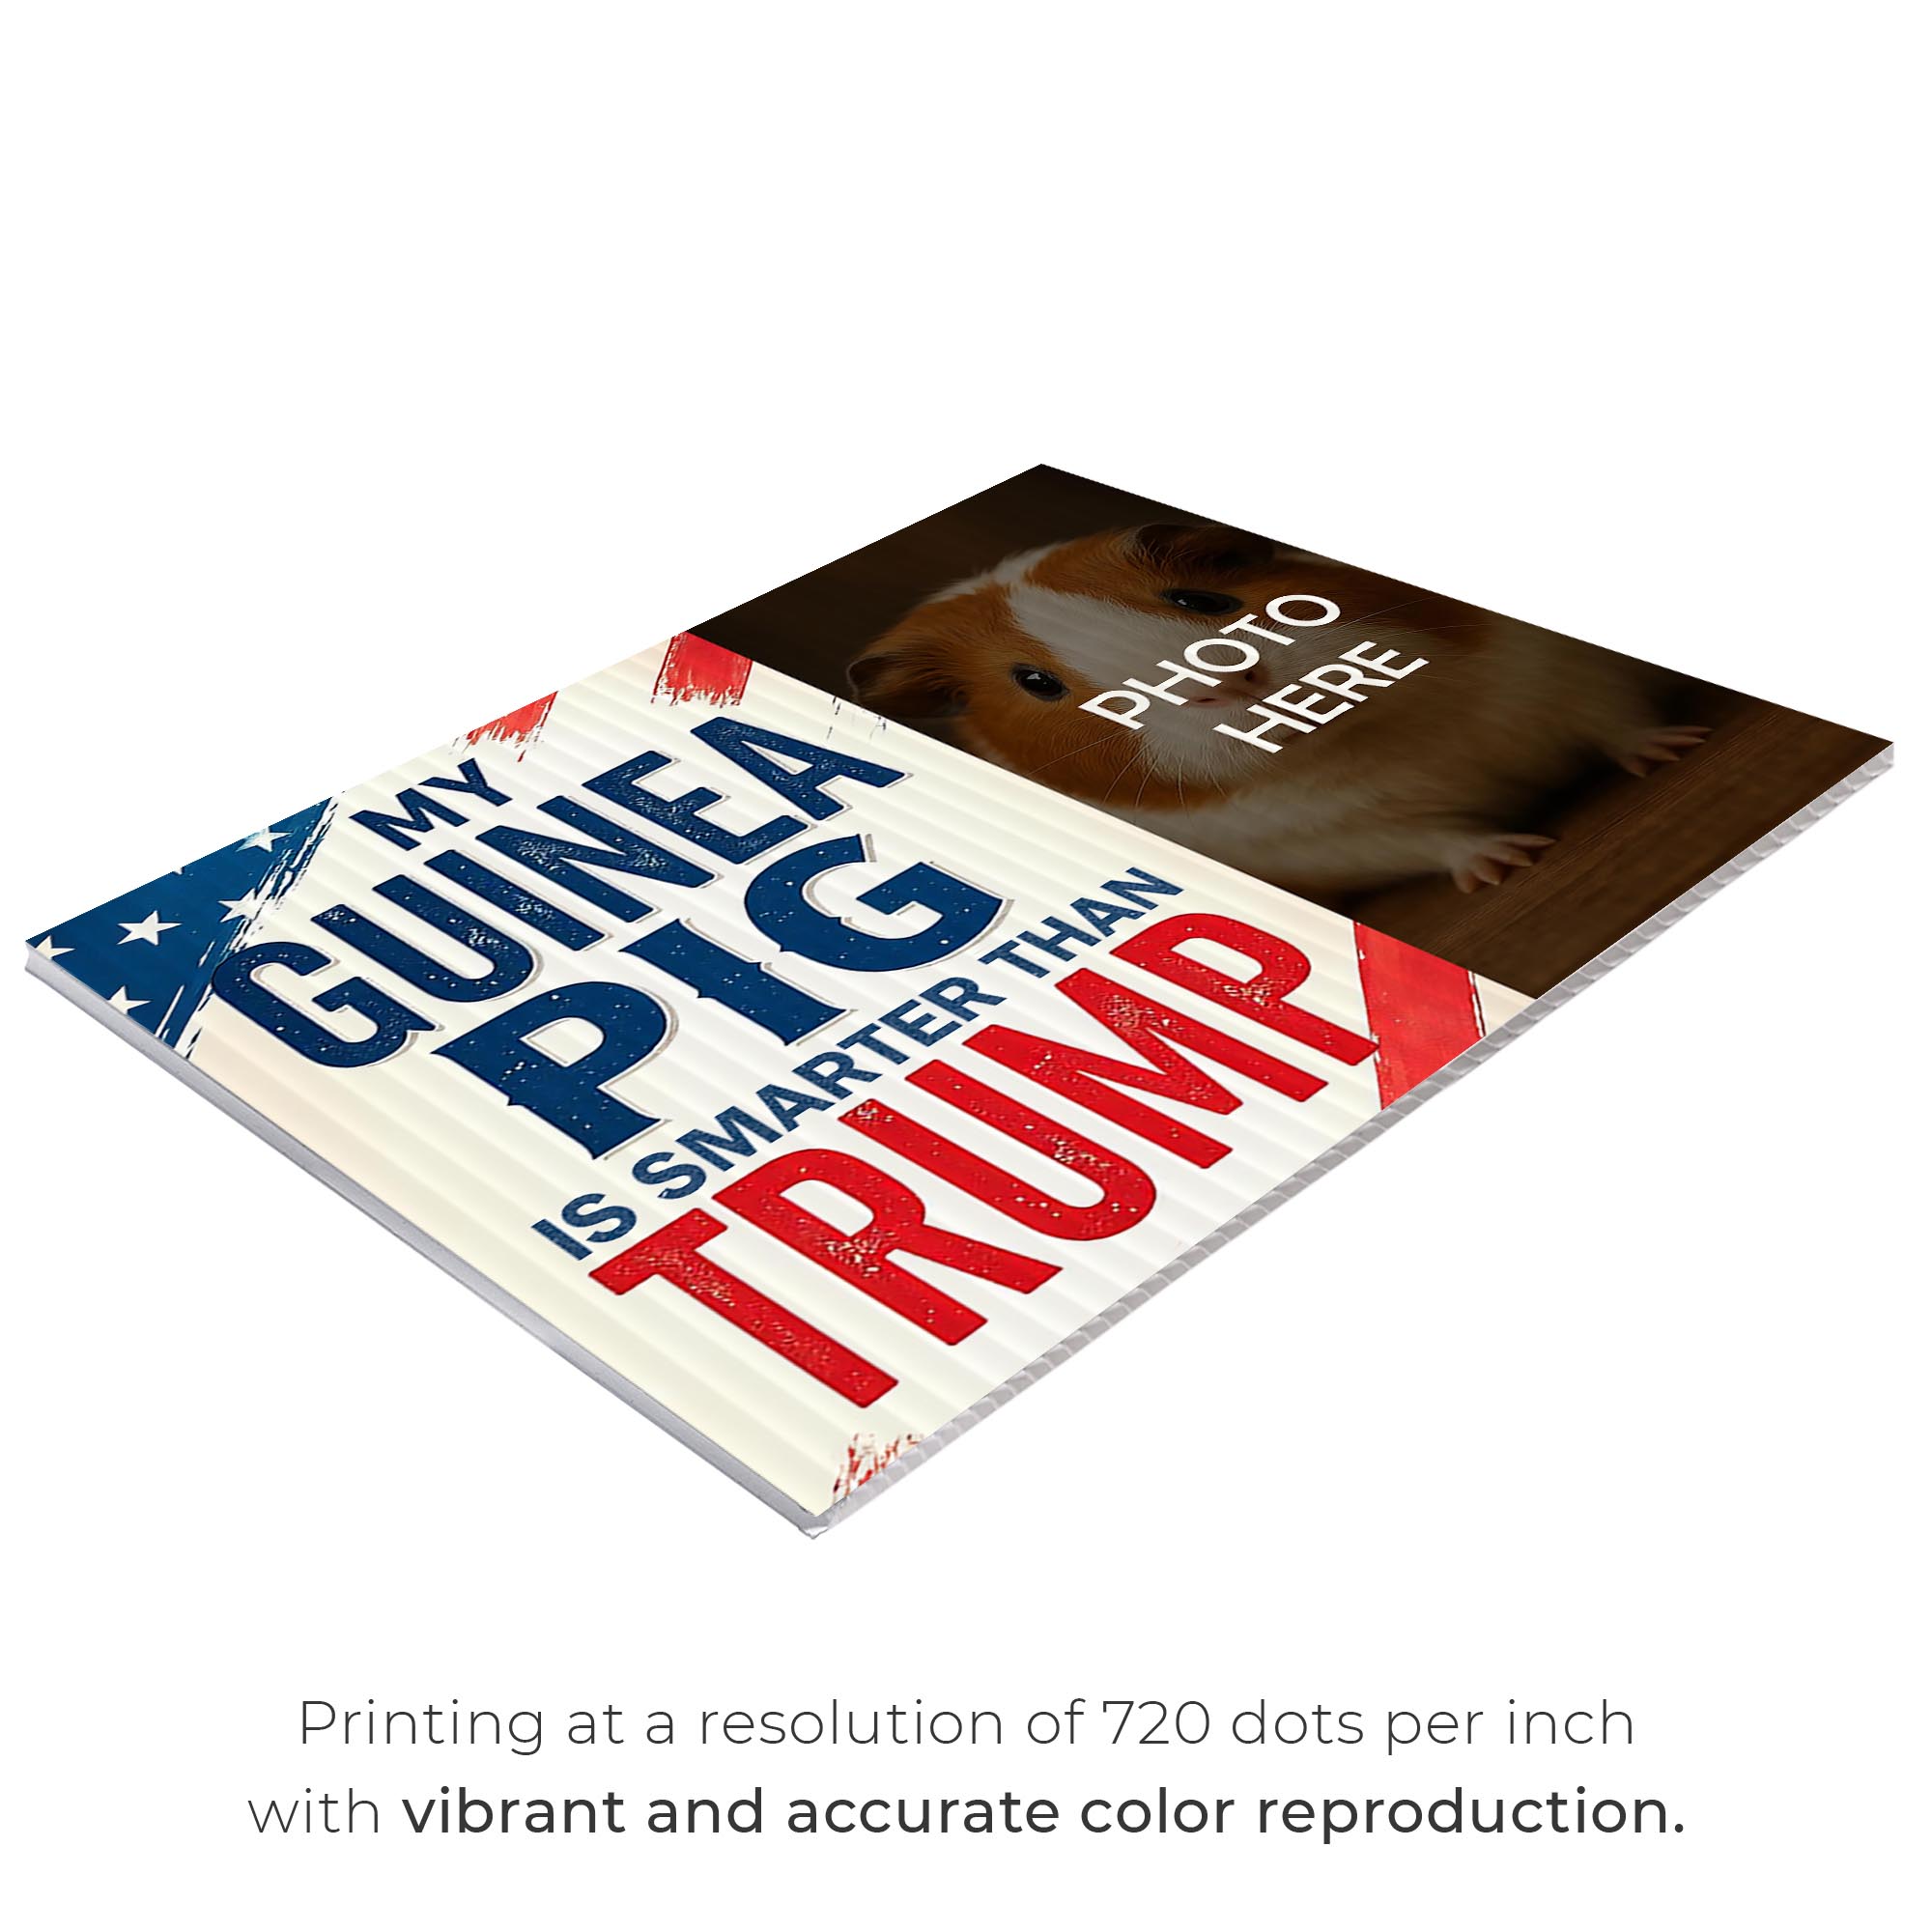 PHOTO
HERE
MY
GUINEA
PIG
IS SMARTER THAN
TRUMP
Printing at a resolution of 720 dots per inch
with vibrant and accurate color reproduction.